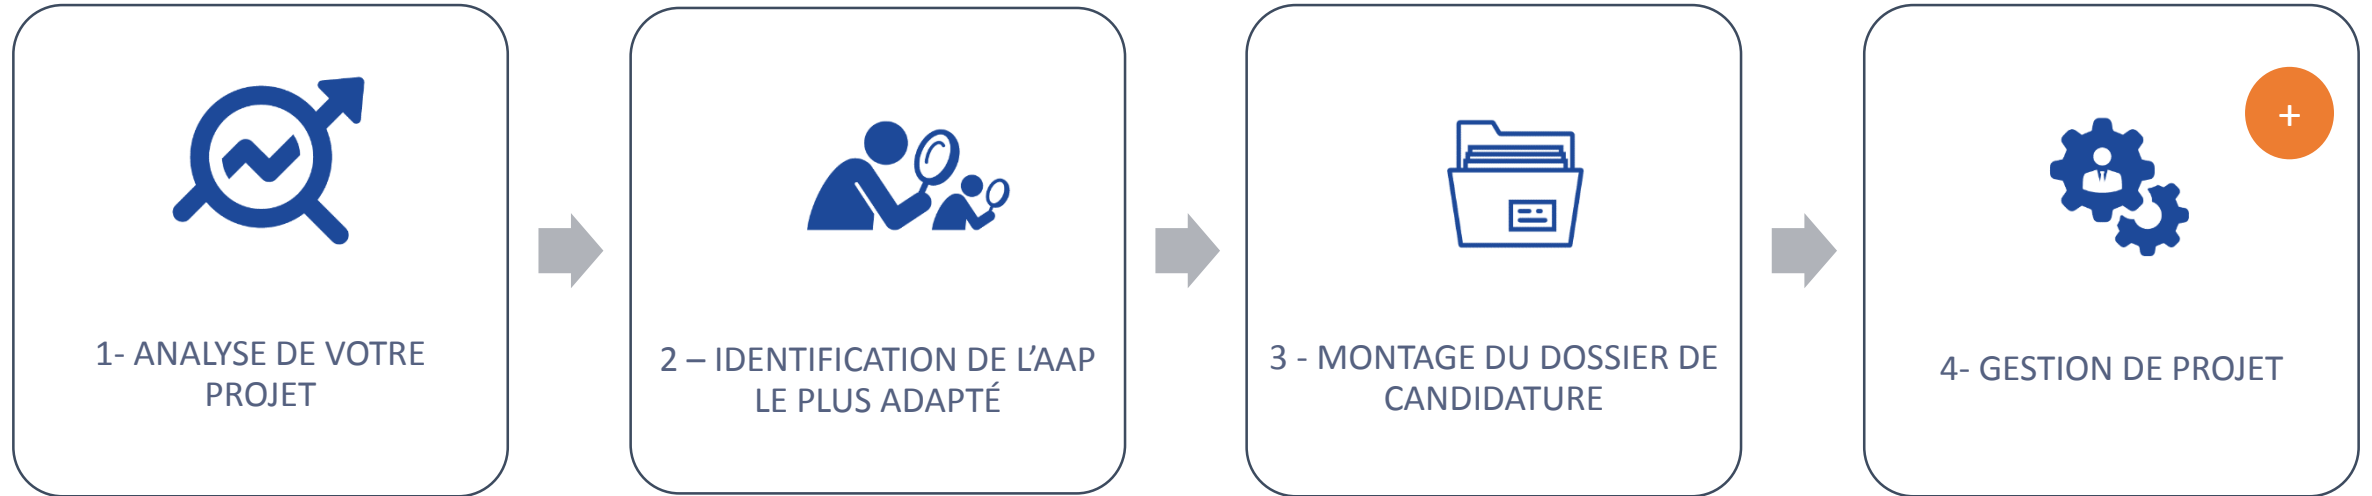 1- ANALYSE DE VOTRE
PROJET
2 – IDENTIFICATION DE L’AAP
LE PLUS ADAPTÉ
3 - MONTAGE DU DOSSIER DE
CANDIDATURE
+
4- GESTION DE PROJET